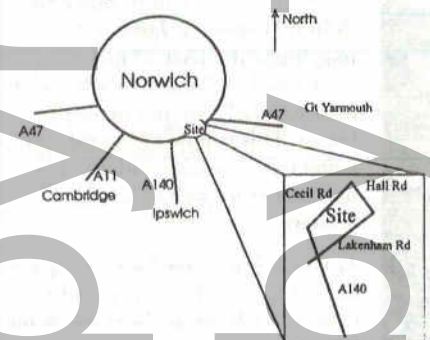 North
Norwich
Gt Yarmouth
A47
Site
A47
A11
Cambridge
A140
Ipswich
Cecil Rd
Hall Rd
Site
Lakenham Rd
A140